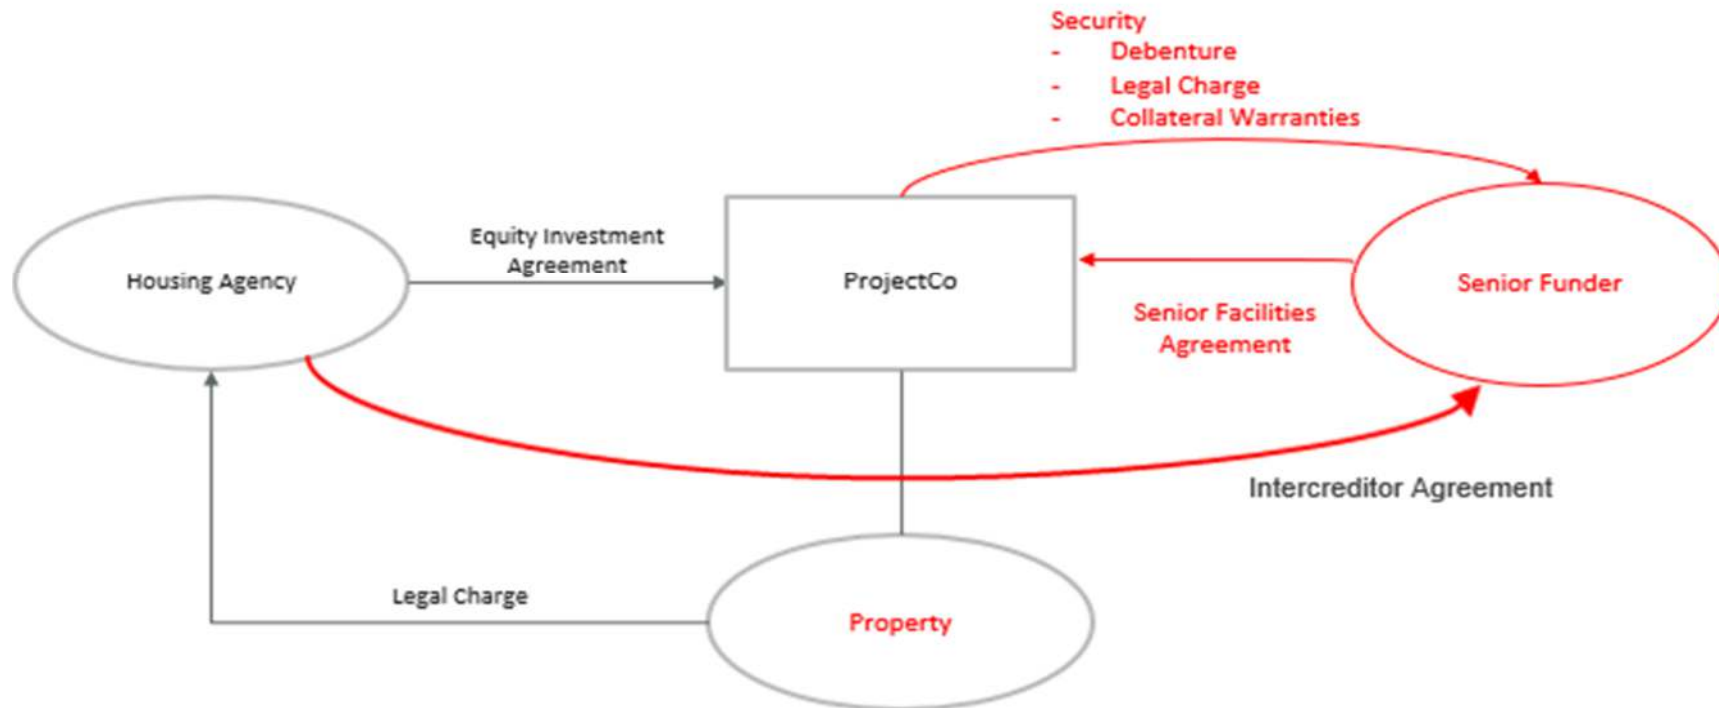 Security
- Debenture
- Legal Charge
- Collateral Warranties
Equity Investment
Agreement
Housing Agency
ProjectCo
Senior Funder
Senior Facilities
Agreement
Intercreditor Agreement
Legal Charge
Property